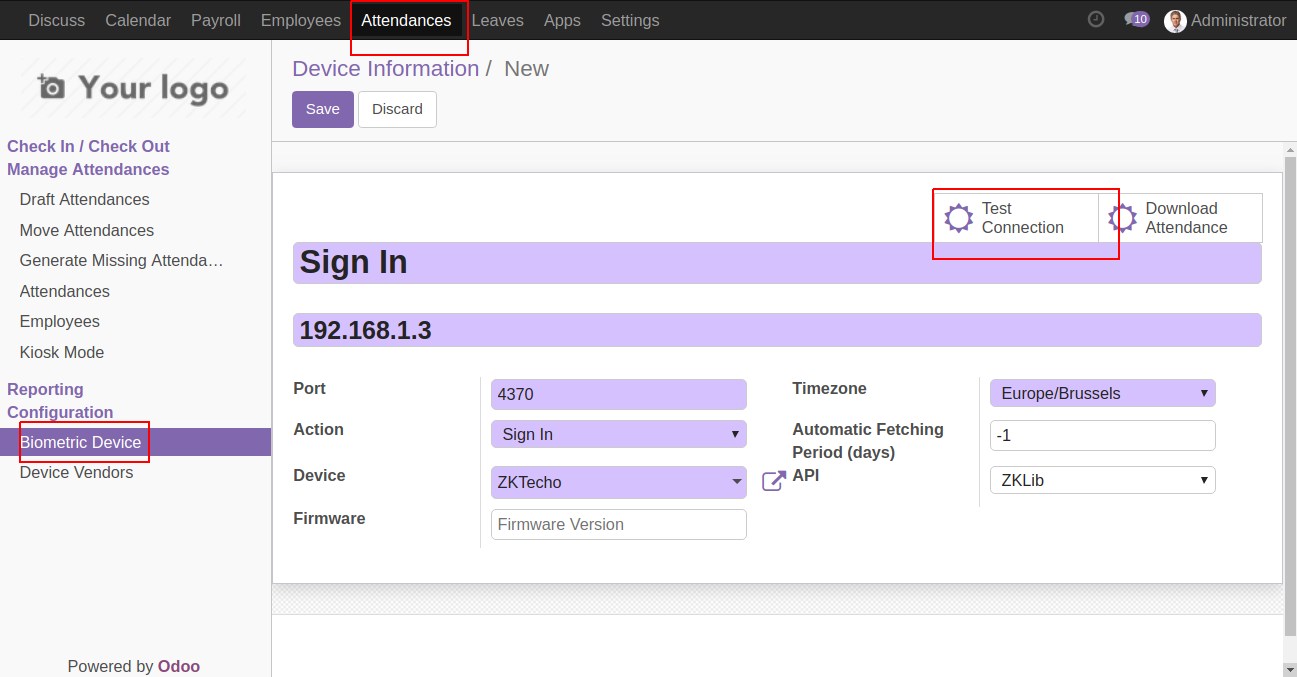 Discuss Calendar Payroll Employees Attendances Leaves Apps Settings 10 Administrator
Your logo
Check In / Check Out
Manage Attendances
Draft Attendances
Move Attendances
Generate Missing Attenda…
Attendances
Employees
Kiosk Mode
Reporting
Configuration
Biometric Device
Device Vendors
Powered by Odoo
Device Information / New
Save Discard
Test
Connection
Download
Attendance
Sign In
192.168.1.3
Port 4370
Action Sign In
Device ZKTecho
Firmware Firmware Version
Timezone Europe/Brussels
Automatic Fetching
Period (days) -1
API ZKLib